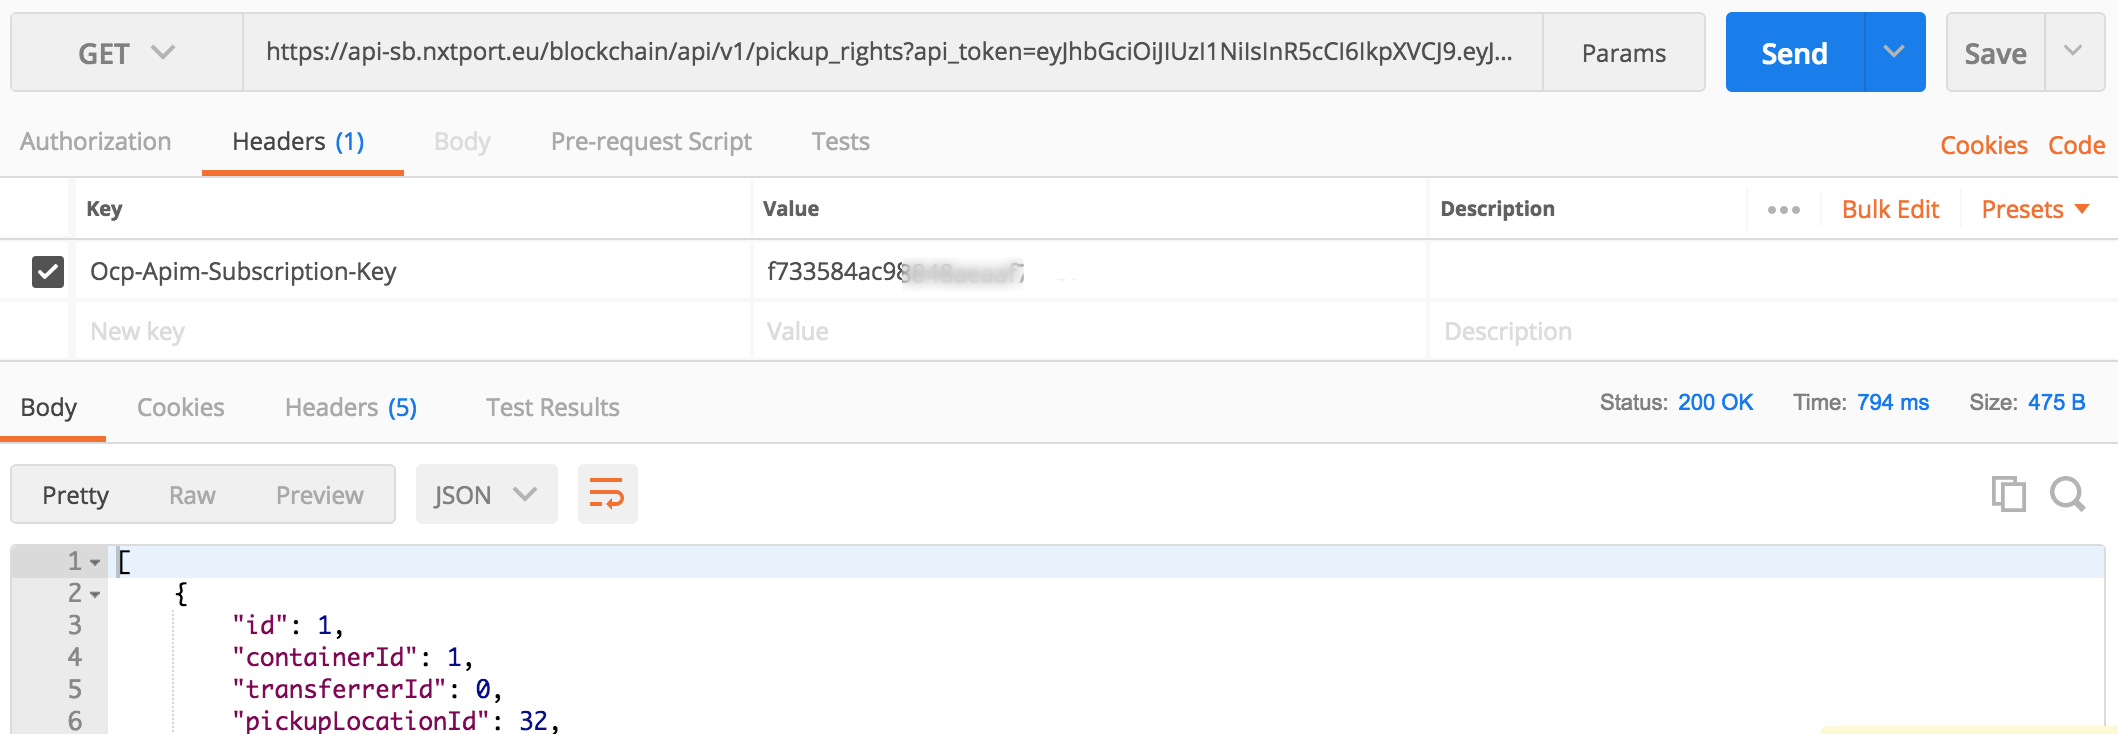 GET https://api-sb.nxtport.eu/blockchain/api/v1/pickup_rights?api_token=eyJhbGciOiJIUzI1NiIsInR5cCI6IkpXVCJ9.eyJ... Params Send Save
Authorization Headers (1) Body Pre-request Script Tests Cookies Code
Key Value Description ••• Bulk Edit Presets
Ocp-Apim-Subscription-Key f733584ac98
New key Value Description
Body Cookies Headers (5) Test Results Status: 200 OK Time: 794 ms Size: 475 B
Pretty Raw Preview JSON
1 [
2 {
3 "id": 1,
4 "containerId": 1,
5 "transferrerId": 0,
6 "pickupLocationId": 32,